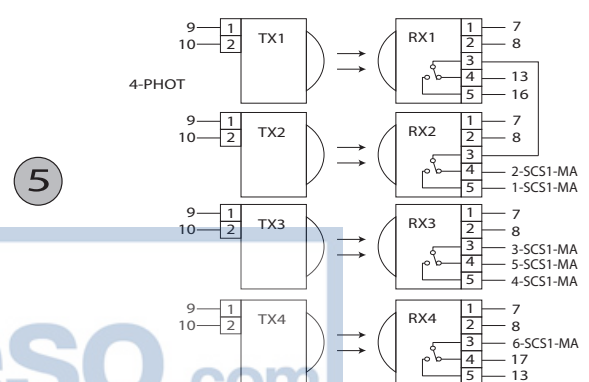 9 1 TX1 RX1 1 7
10 2 2 8
3
4-PHOT 4 13
5 16
9 1 TX2 RX2 1 7
10 2 2 8
3
5
4 2-SCS1-MA
5 1-SCS1-MA
9 1 TX3 RX3 1 7
10 2 2 8
3 3-SCS1-MA
4 5-SCS1-MA
5 4-SCS1-MA
9 1 TX4 RX4 1 7
10 2 2 8
3 6-SCS1-MA
4 17
5 13
so.com